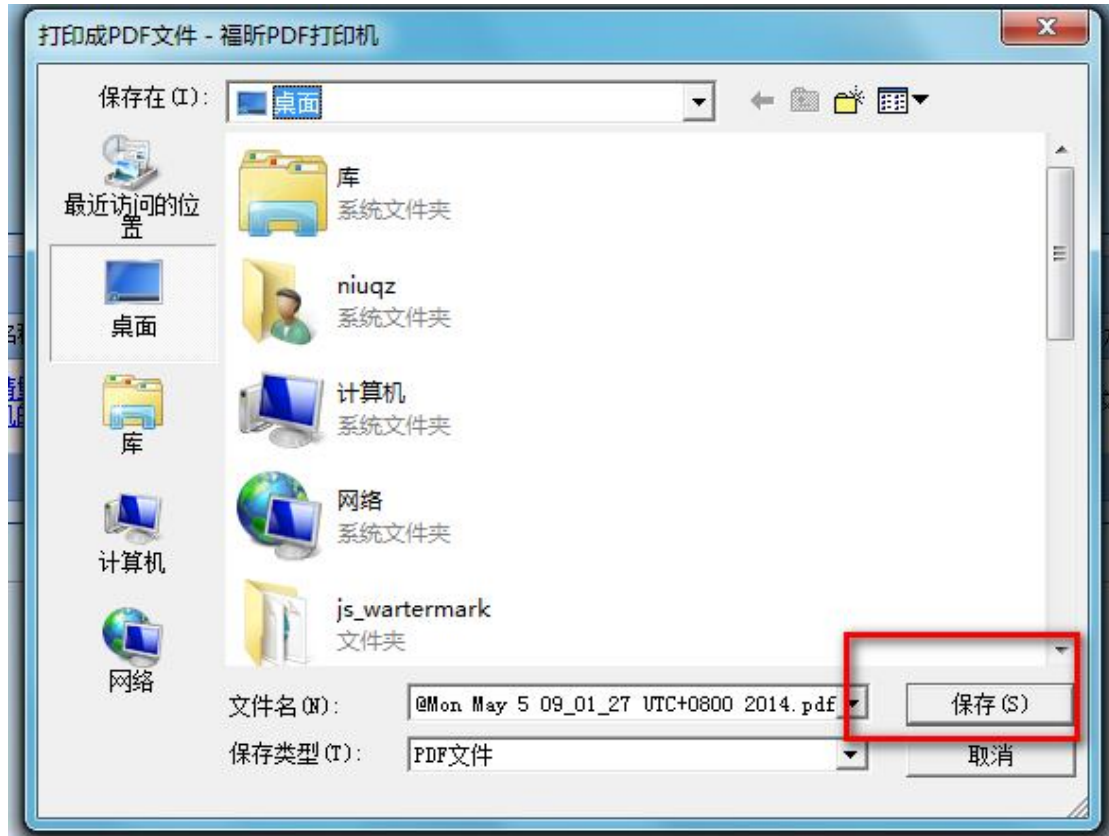 打印成PDF文件 - 福昕PDF打印机
保存在(I):
桌面
最近访问的位
置
桌面
库
计算机
网络
库
系统文件夹
niuqz
系统文件夹
计算机
系统文件夹
网络
系统文件夹
js_wartermark
文件夹
文件名(N):
@Mon May 5 09_01_27 UTC+0800 2014.pdf
保存(S)
保存类型(T):
PDF文件
取消